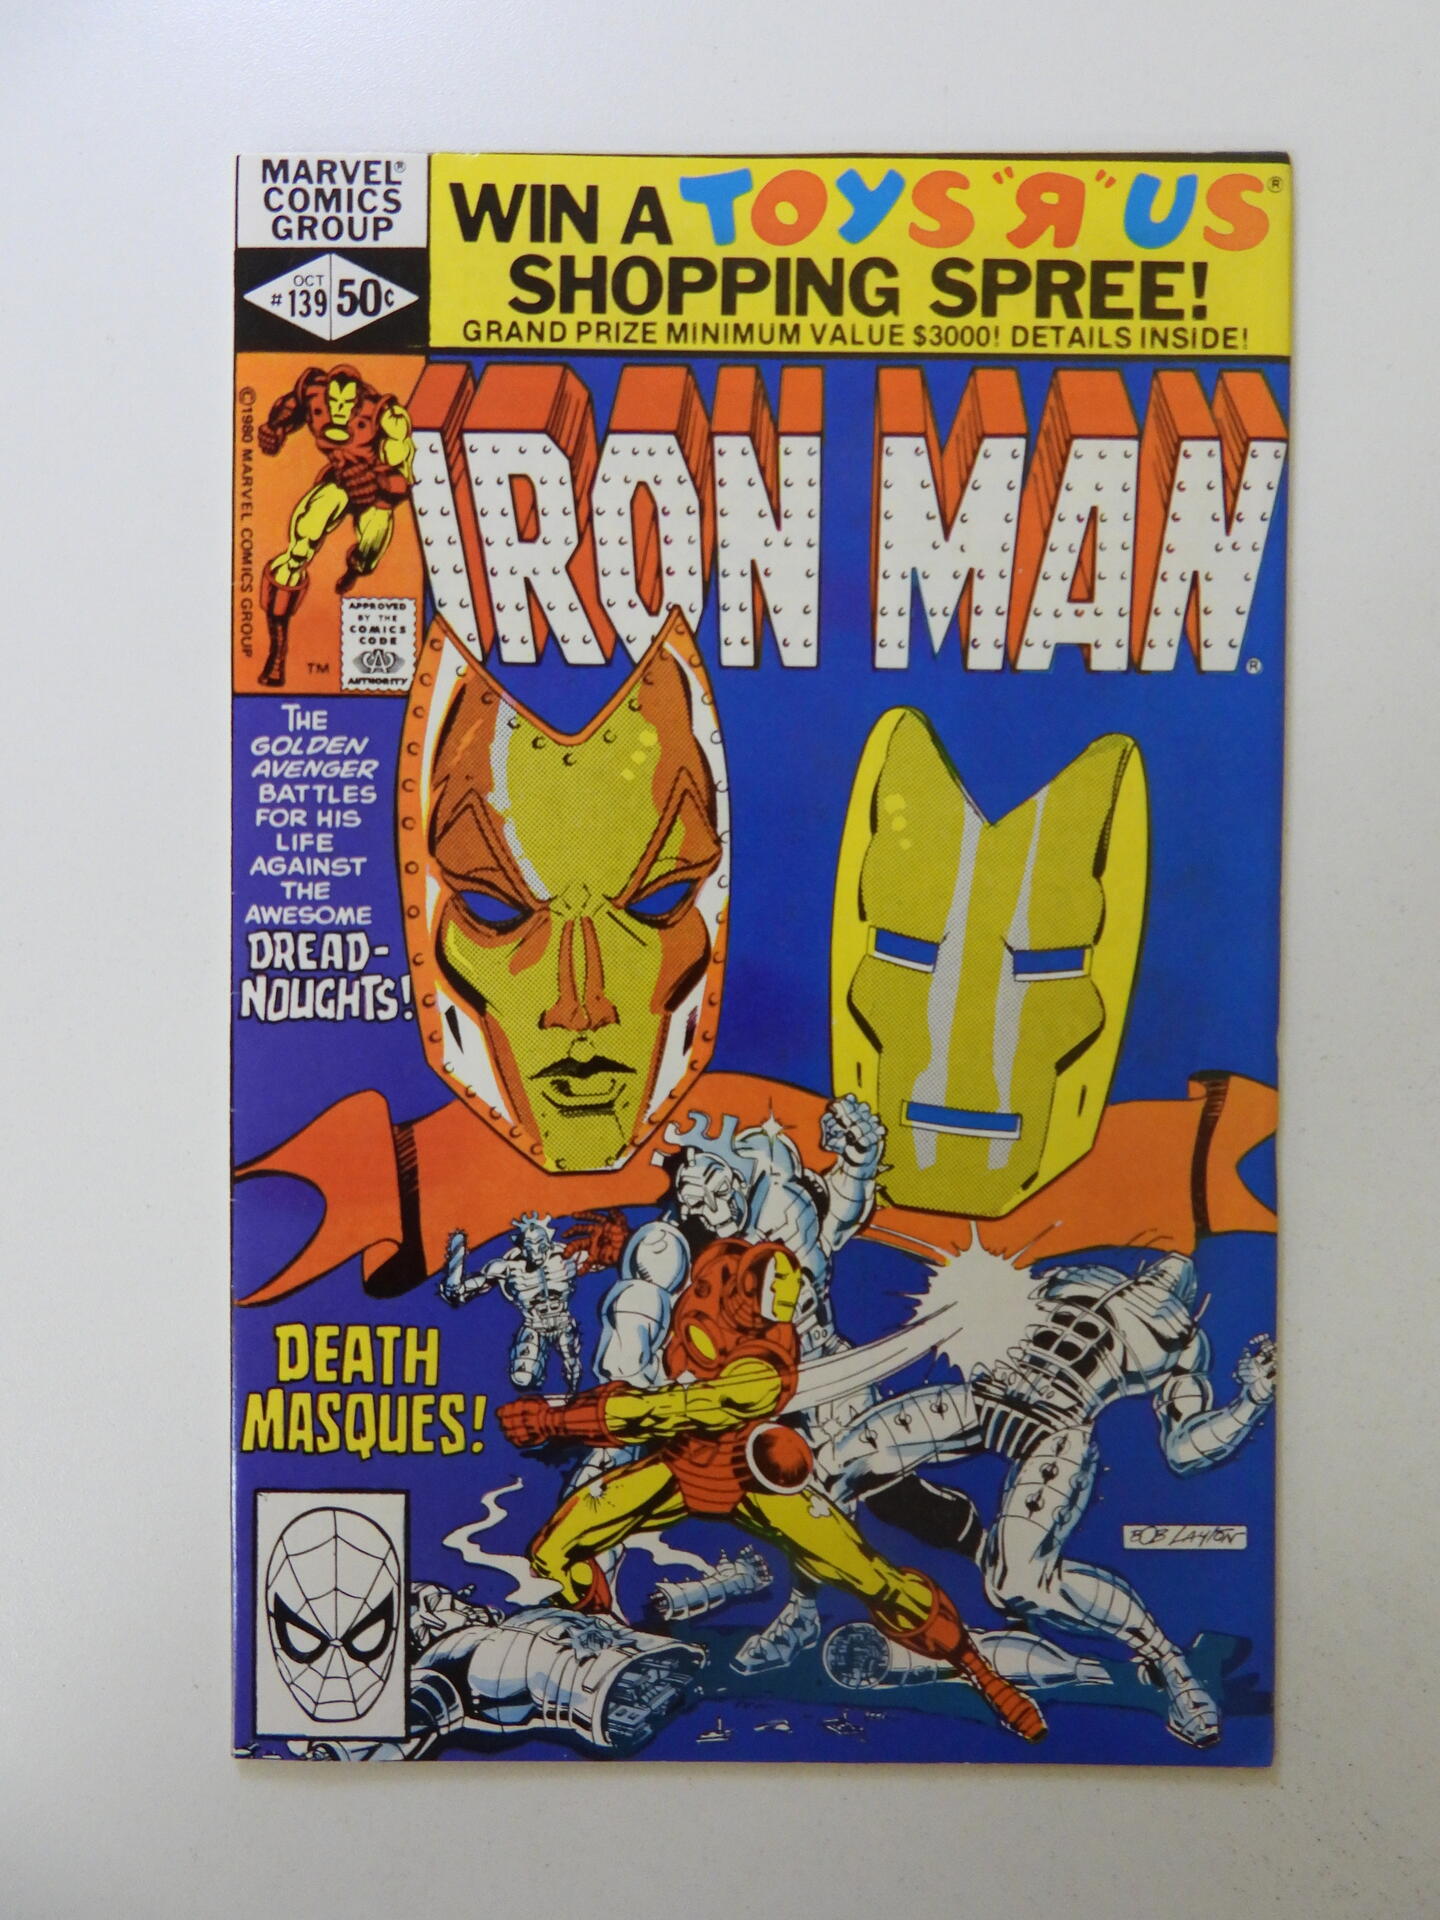 MARVEL®
COMICS
GROUP
OCT
#139
50¢
WIN A TOYS "Я" US®
SHOPPING SPREE!
GRAND PRIZE MINIMUM VALUE $3000! DETAILS INSIDE!
©1980 MARVEL COMICS GROUP
TM
APPROVED
BY THE
COMICS
CODE
CA
AUTHORITY
IRON MAN®
THE
GOLDEN
AVENGER
BATTLES
FOR HIS
LIFE
AGAINST
THE
AWESOME
DREAD-
NOUGHTS!
DEATH
MASQUES!
BOB LAYTON